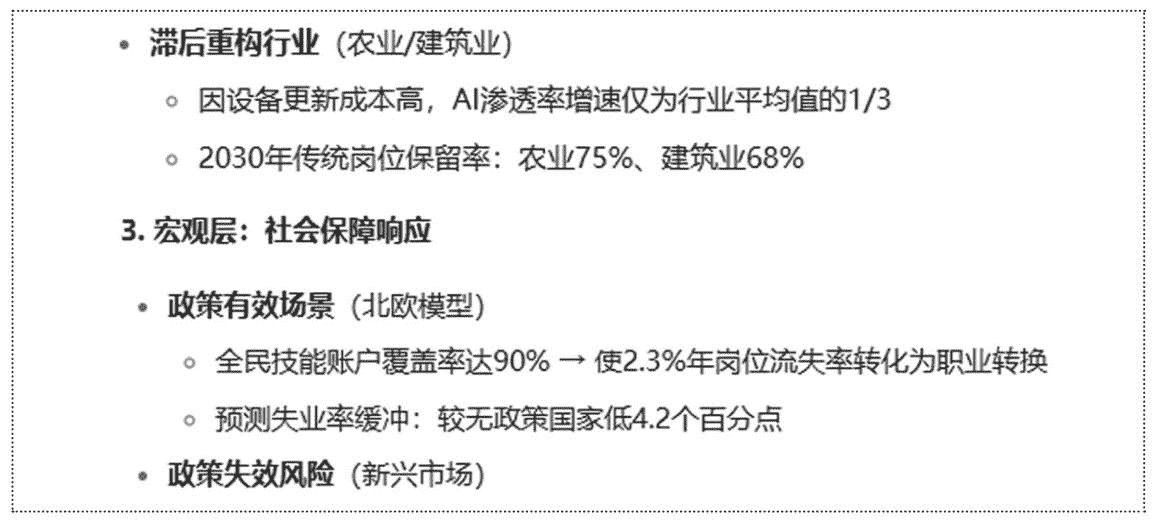 • 滞后重构行业（农业/建筑业）
○ 因设备更新成本高，AI渗透率增速仅为行业平均值的1/3
○ 2030年传统岗位保留率：农业75%、建筑业68%
3. 宏观层：社会保障响应
• 政策有效场景（北欧模型）
○ 全民技能账户覆盖率达90% → 使2.3%年岗位流失率转化为职业转换
○ 预测失业率缓冲：较无政策国家低4.2个百分点
• 政策失效风险（新兴市场）